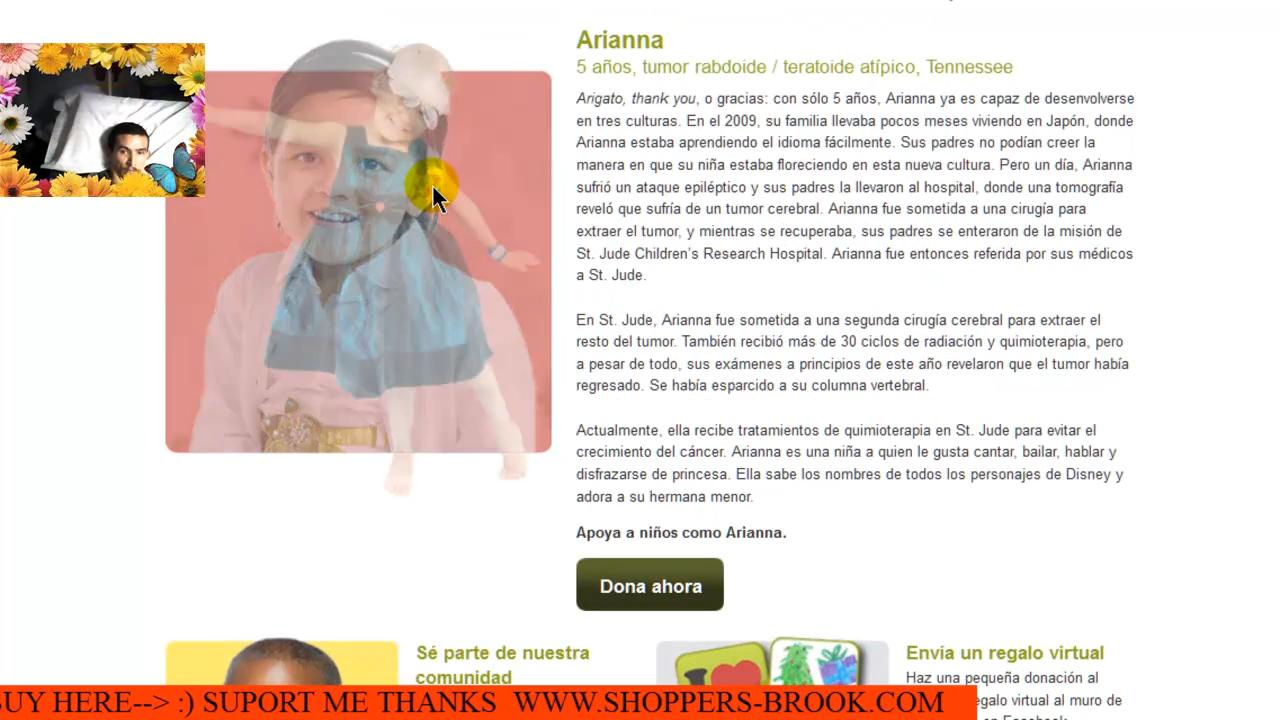 Arianna
5 años, tumor rabdoide / teratoide atípico, Tennessee
Arigato, thank you, o gracias: con sólo 5 años, Arianna ya es capaz de desenvolverse
en tres culturas. En el 2009, su familia llevaba pocos meses viviendo en Japón, donde
Arianna estaba aprendiendo el idioma fácilmente. Sus padres no podían creer la
manera en que su niña estaba floreciendo en esta nueva cultura. Pero un día, Arianna
sufrió un ataque epiléptico y sus padres la llevaron al hospital, donde una tomografía
reveló que sufría de un tumor cerebral. Arianna fue sometida a una cirugía para
extraer el tumor, y mientras se recuperaba, sus padres se enteraron de la misión de
St. Jude Children's Research Hospital. Arianna fue entonces referida por sus médicos
a St. Jude.
En St. Jude, Arianna fue sometida a una segunda cirugía cerebral para extraer el
resto del tumor. También recibió más de 30 ciclos de radiación y quimioterapia, pero
a pesar de todo, sus exámenes a principios de este año revelaron que el tumor había
regresado. Se había esparcido a su columna vertebral.
Actualmente, ella recibe tratamientos de quimioterapia en St. Jude para evitar el
crecimiento del cáncer. Arianna es una niña a quien le gusta cantar, bailar, hablar y
disfrazarse de princesa. Ella sabe los nombres de todos los personajes de Disney y
adora a su hermana menor.
Apoya a niños como Arianna.
Dona ahora
Sé parte de nuestra
comunidad
I
Envía un regalo virtual
Haz una pequeña donación al
egalo virtual al muro de
en Facebook
BUY HERE--> :) SUPORT ME THANKS WWW.SHOPPERS-BROOK.COM